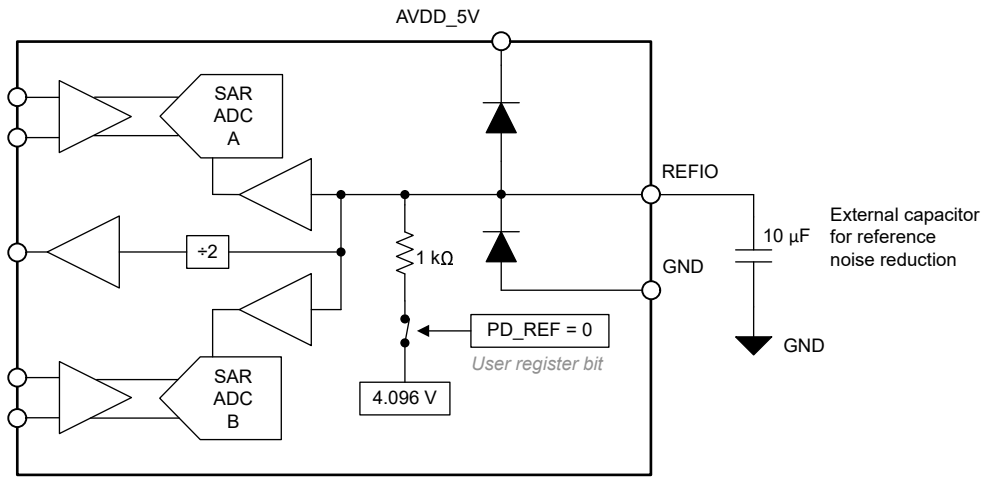 AVDD_5V
SAR
ADC
A
REFIO
÷2
1 kΩ
GND
10 µF
External capacitor
for reference
noise reduction
PD_REF = 0
User register bit
GND
SAR
ADC
B
4.096 V